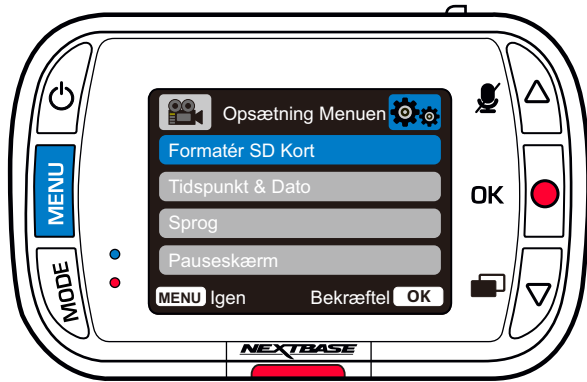 Opsætning Menuen
Formatér SD Kort
Tidspunkt & Dato
Sprog
Pauseskærm
MENU Igen Bekræftel OK
MENU
MODE
OK
NEXTBASE